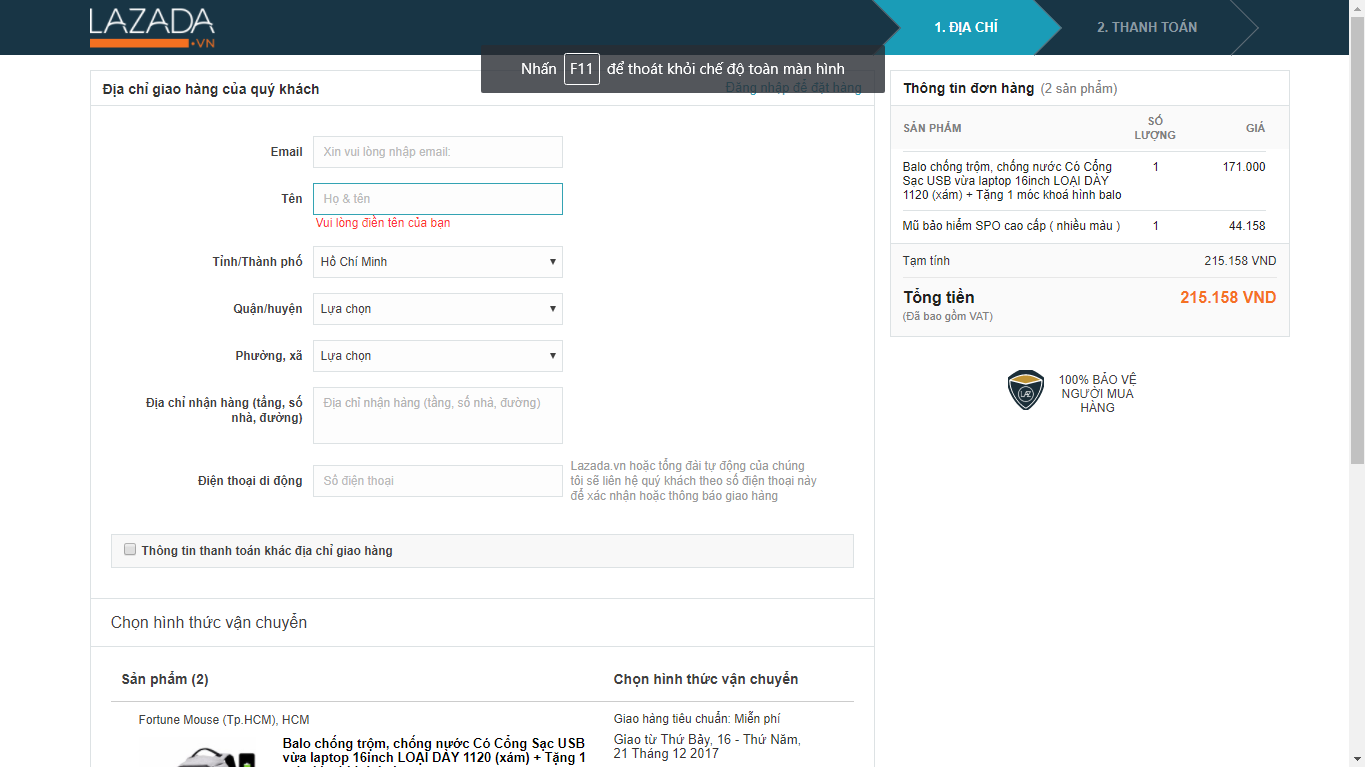 LAZADA
.VN
1. ĐỊA CHỈ
2. THANH TOÁN
Nhấn F11 để thoát khỏi chế độ toàn màn hình
Địa chỉ giao hàng của quý khách
Đăng nhập để đặt hàng
Email
Xin vui lòng nhập email:
Tên
Họ & tên
Vui lòng điền tên của bạn
Tỉnh/Thành phố
Hồ Chí Minh
Quận/huyện
Lựa chọn
Phường, xã
Lựa chọn
Địa chỉ nhận hàng (tầng, số
nhà, đường)
Địa chỉ nhận hàng (tầng, số nhà, đường)
Điện thoại di động
Số điện thoại
Lazada.vn hoặc tổng đài tự động của chúng
tôi sẽ liên hệ quý khách theo số điện thoại này
để xác nhận hoặc thông báo giao hàng
Thông tin thanh toán khác địa chỉ giao hàng
Chọn hình thức vận chuyển
Sản phẩm (2)
Chọn hình thức vận chuyển
Fortune Mouse (Tp.HCM), HCM
Giao hàng tiêu chuẩn: Miễn phí
Giao từ Thứ Bảy, 16 - Thứ Năm,
21 Tháng 12 2017
Balo chống trộm, chống nước Có Cổng Sạc USB
vừa laptop 16inch LOẠI DÀY 1120 (xám) + Tặng 1
Thông tin đơn hàng (2 sản phẩm)
SẢN PHẨM
SỐ
LƯỢNG
GIÁ
Balo chống trộm, chống nước Có Cổng
Sạc USB vừa laptop 16inch LOẠI DÀY
1120 (xám) + Tặng 1 móc khoá hình balo
1
171.000
Mũ bảo hiểm SPO cao cấp ( nhiều màu )
1
44.158
Tạm tính
215.158 VND
Tổng tiền
215.158 VND
(Đã bao gồm VAT)
LAZ
100% BẢO VỆ
NGƯỜI MUA
HÀNG